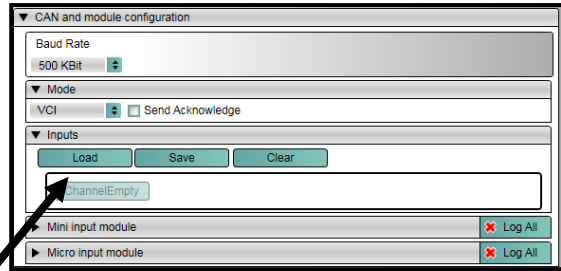 CAN and module configuration
Baud Rate
500 KBit
Mode
VCI Send Acknowledge
Inputs
Load Save Clear
ChannelEmpty
Mini input module Log All
Micro input module Log All